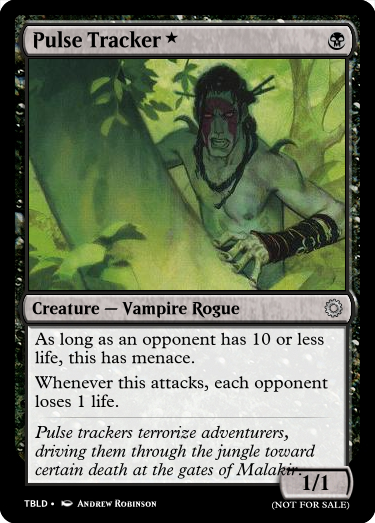 Pulse Tracker ★
Creature — Vampire Rogue
As long as an opponent has 10 or less
life, this has menace.
Whenever this attacks, each opponent
loses 1 life.
Pulse trackers terrorize adventurers,
driving them through the jungle toward
certain death at the gates of Malakir.
1/1
TBLD • Andrew Robinson
(NOT FOR SALE)